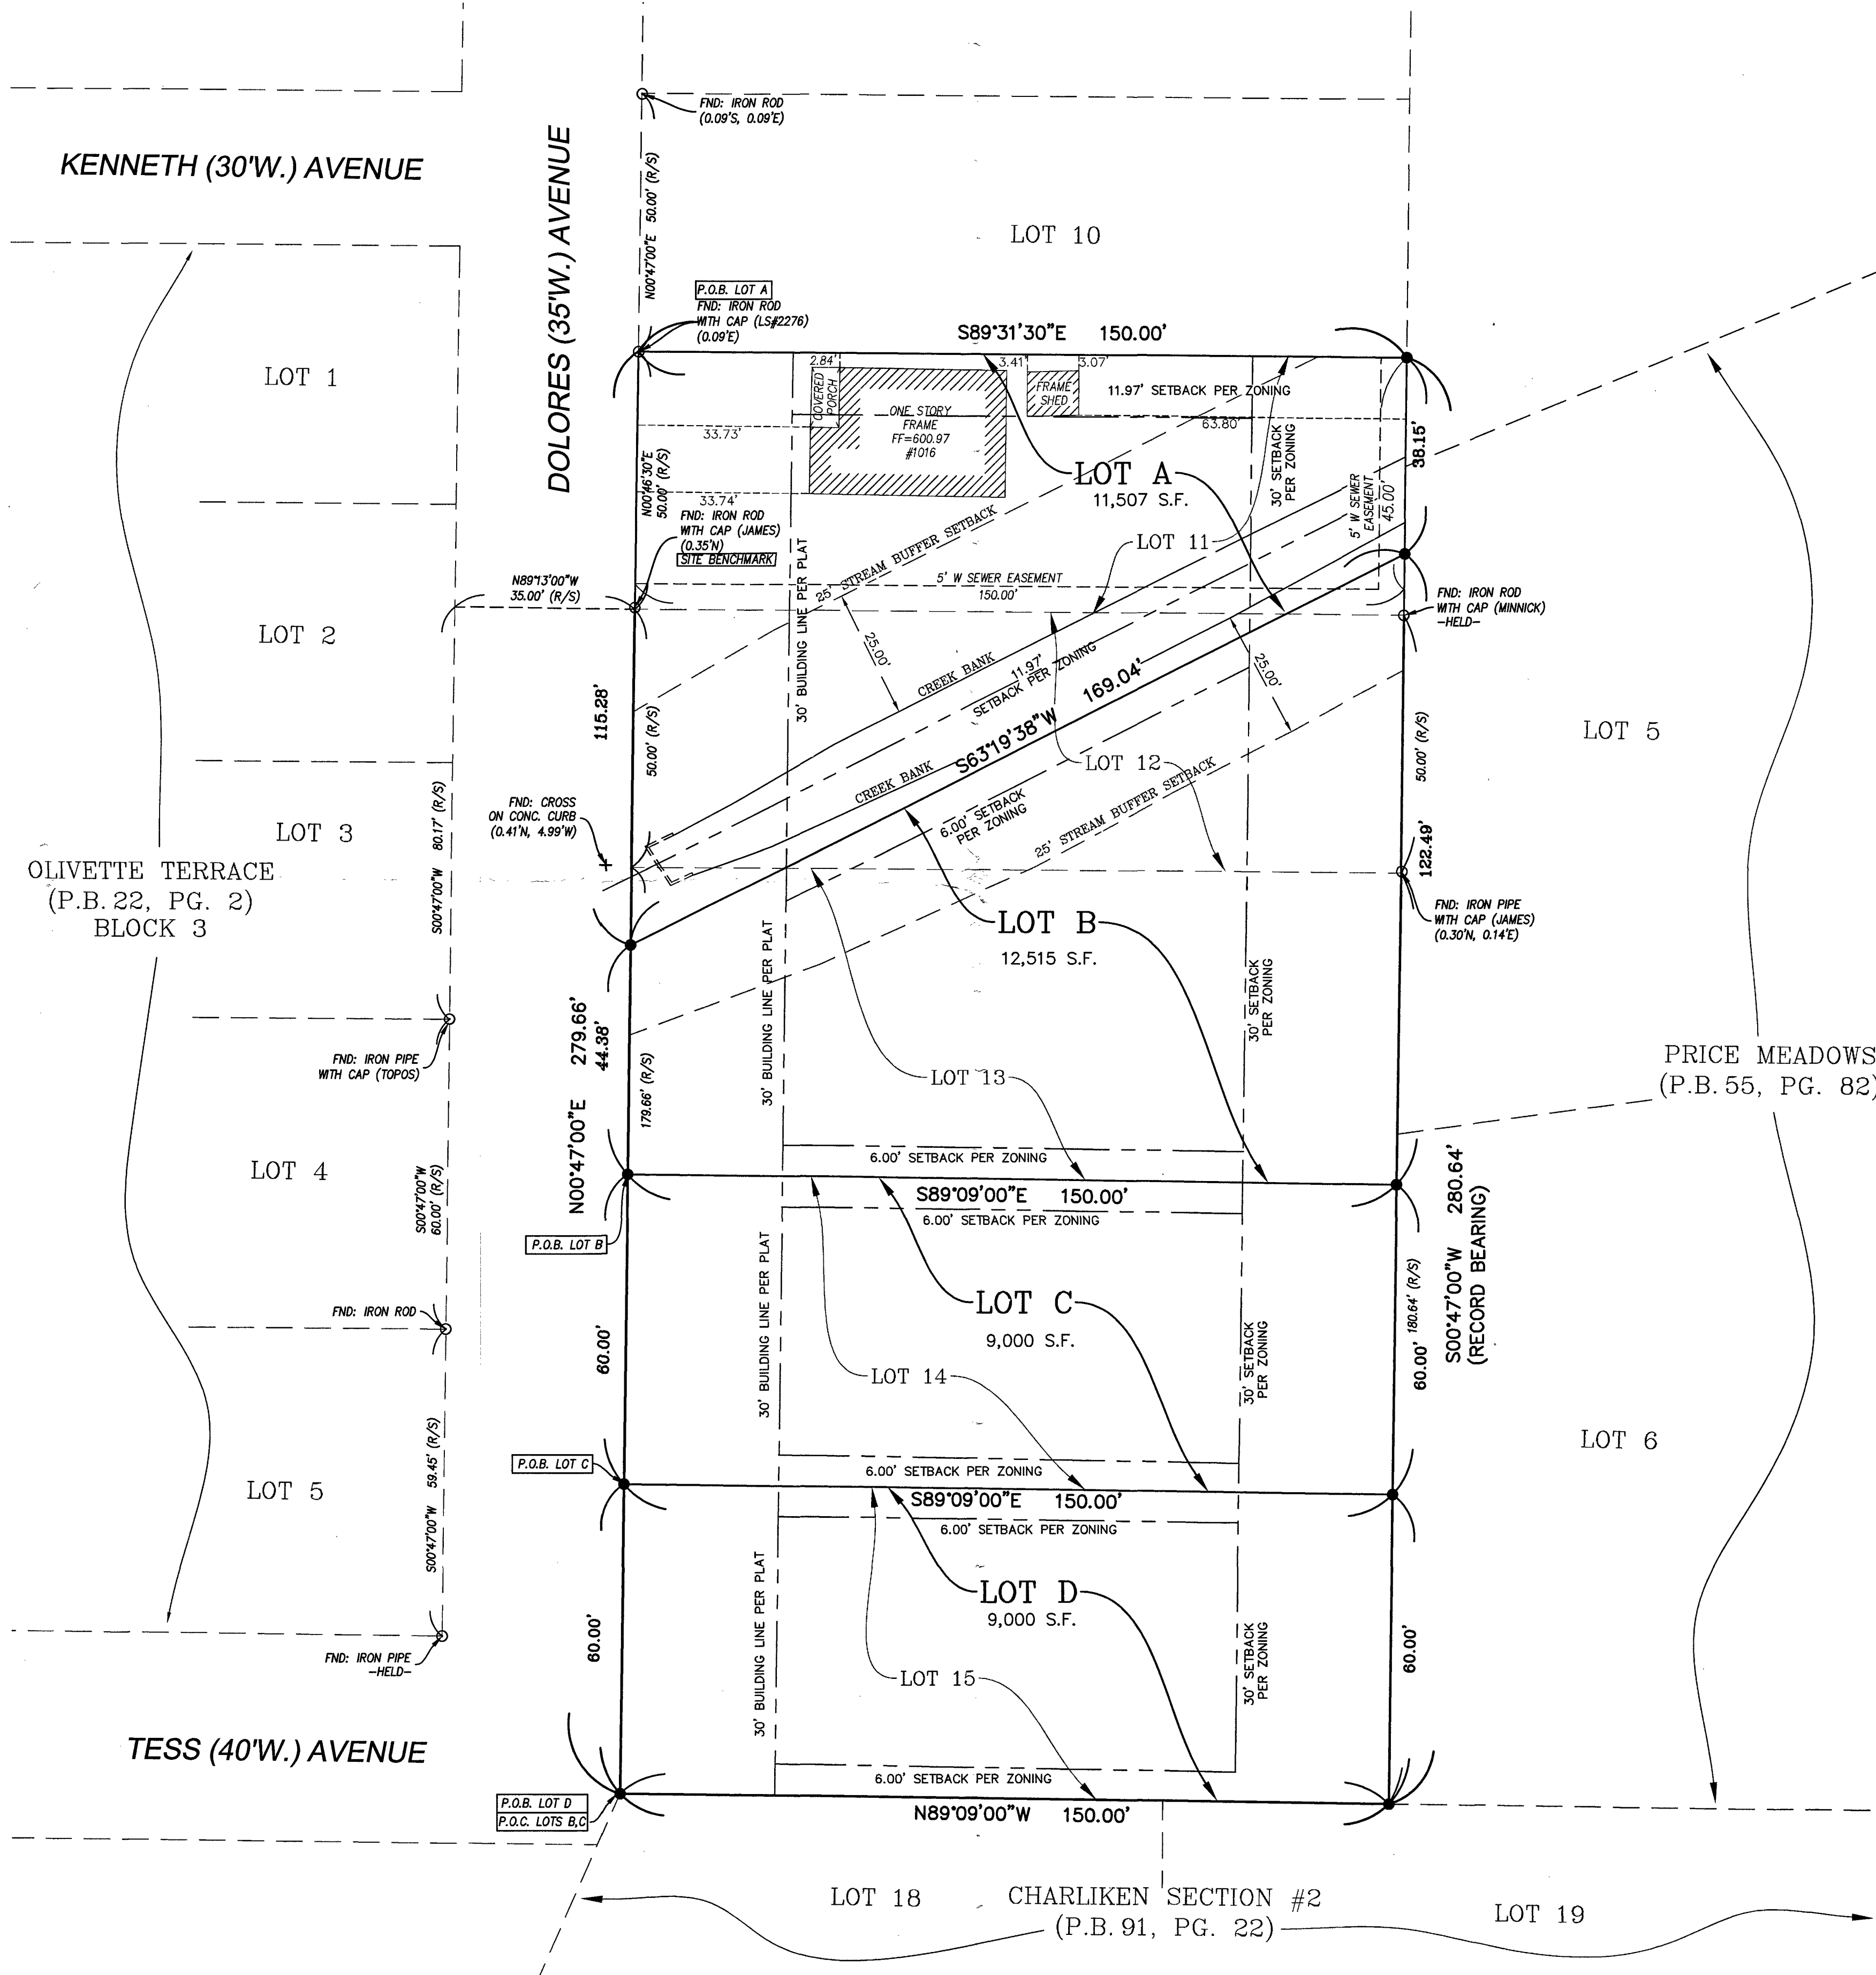 FND: IRON ROD
(0.09'S, 0.09'E)
KENNETH (30'W.) AVENUE
DOLORES (35'W.) AVENUE
N00°47'00"E 50.00' (R/S)
LOT 10
P.O.B. LOT A
FND: IRON ROD
WITH CAP (LS#2276)
(0.09'E)
S89°31'30"E 150.00'
LOT 1
2.84'
3.41'
3.07'
COVERED
PORCH
ONE STORY
FRAME
FF=600.97
#1016
FRAME
SHED
11.97' SETBACK PER ZONING
33.73'
63.80'
38.15'
N00°46'30"E
50.00' (R/S)
LOT A
11,507 S.F.
30' SETBACK
PER ZONING
33.74'
FND: IRON ROD
WITH CAP (JAMES)
(0.35'N)
SITE BENCHMARK
5' W SEWER
EASEMENT
45.00'
25' STREAM BUFFER SETBACK
LOT 11
N89°13'00"W
35.00' (R/S)
5' W SEWER EASEMENT
150.00'
FND: IRON ROD
WITH CAP (MINNICK)
-HELD-
LOT 2
30' BUILDING LINE PER PLAT
25.00'
CREEK BANK
11.97'
SETBACK PER ZONING
25.00'
115.28'
50.00' (R/S)
S63°19'38"W 169.04'
50.00' (R/S)
LOT 5
LOT 12
CREEK BANK
FND: CROSS
ON CONC. CURB
(0.41'N, 4.99'W)
LOT 3
S00°47'00"W 80.17' (R/S)
6.00' SETBACK
PER ZONING
25' STREAM BUFFER SETBACK
122.49'
OLIVETTE TERRACE
(P.B. 22, PG. 2)
BLOCK 3
LOT B
12,515 S.F.
FND: IRON PIPE
WITH CAP (JAMES)
(0.30'N, 0.14'E)
30' BUILDING LINE PER PLAT
30' SETBACK
PER ZONING
N00°47'00"E 279.66'
44.38'
179.66' (R/S)
FND: IRON PIPE
WITH CAP (TOPOS)
LOT 13
PRICE MEADOWS
(P.B. 55, PG. 82)
LOT 4
S00°47'00"W
60.00' (R/S)
6.00' SETBACK PER ZONING
S89°09'00"E 150.00'
6.00' SETBACK PER ZONING
P.O.B. LOT B
S00°47'00"W 280.64'
(RECORD BEARING)
180.64' (R/S)
FND: IRON ROD
60.00'
30' BUILDING LINE PER PLAT
LOT C
9,000 S.F.
30' SETBACK
PER ZONING
60.00'
LOT 14
LOT 6
P.O.B. LOT C
6.00' SETBACK PER ZONING
S89°09'00"E 150.00'
6.00' SETBACK PER ZONING
LOT 5
S00°47'00"W 59.45' (R/S)
60.00'
30' BUILDING LINE PER PLAT
LOT D
9,000 S.F.
30' SETBACK
PER ZONING
60.00'
FND: IRON PIPE
-HELD-
LOT 15
TESS (40'W.) AVENUE
6.00' SETBACK PER ZONING
P.O.B. LOT D
P.O.C. LOTS B,C
N89°09'00"W 150.00'
LOT 18
CHARLIKEN SECTION #2
(P.B. 91, PG. 22)
LOT 19